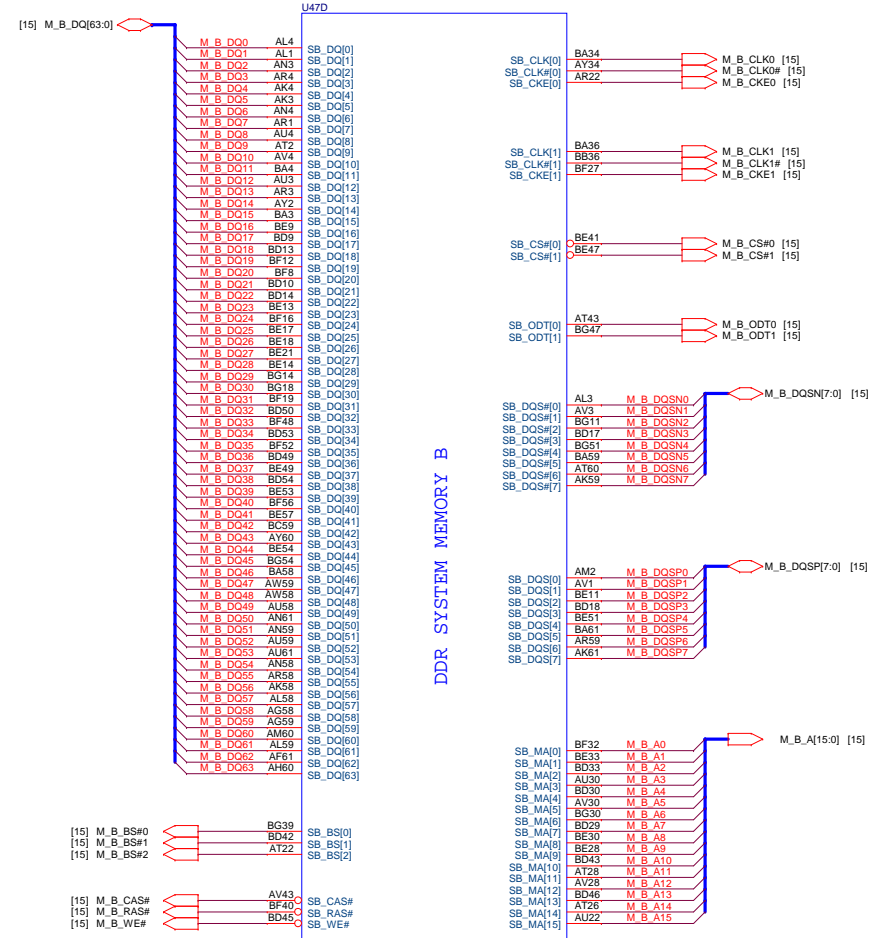 U47D
[15] M_B_DQ[63:0]
M_B_DQ0 AL4 SB_DQ[0]
M_B_DQ1 AL1 SB_DQ[1]
M_B_DQ2 AN3 SB_DQ[2]
M_B_DQ3 AR4 SB_DQ[3]
M_B_DQ4 AK4 SB_DQ[4]
M_B_DQ5 AK3 SB_DQ[5]
M_B_DQ6 AN4 SB_DQ[6]
M_B_DQ7 AR1 SB_DQ[7]
M_B_DQ8 AU4 SB_DQ[8]
M_B_DQ9 AT2 SB_DQ[9]
M_B_DQ10 AV4 SB_DQ[10]
M_B_DQ11 BA4 SB_DQ[11]
M_B_DQ12 AU3 SB_DQ[12]
M_B_DQ13 AR3 SB_DQ[13]
M_B_DQ14 AY2 SB_DQ[14]
M_B_DQ15 BA3 SB_DQ[15]
M_B_DQ16 BE9 SB_DQ[16]
M_B_DQ17 BD9 SB_DQ[17]
M_B_DQ18 BD13 SB_DQ[18]
M_B_DQ19 BF12 SB_DQ[19]
M_B_DQ20 BF8 SB_DQ[20]
M_B_DQ21 BD10 SB_DQ[21]
M_B_DQ22 BD14 SB_DQ[22]
M_B_DQ23 BE13 SB_DQ[23]
M_B_DQ24 BF16 SB_DQ[24]
M_B_DQ25 BE17 SB_DQ[25]
M_B_DQ26 BE18 SB_DQ[26]
M_B_DQ27 BE21 SB_DQ[27]
M_B_DQ28 BE14 SB_DQ[28]
M_B_DQ29 BG14 SB_DQ[29]
M_B_DQ30 BG18 SB_DQ[30]
M_B_DQ31 BF19 SB_DQ[31]
M_B_DQ32 BD50 SB_DQ[32]
M_B_DQ33 BF48 SB_DQ[33]
M_B_DQ34 BD53 SB_DQ[34]
M_B_DQ35 BF52 SB_DQ[35]
M_B_DQ36 BD49 SB_DQ[36]
M_B_DQ37 BE49 SB_DQ[37]
M_B_DQ38 BD54 SB_DQ[38]
M_B_DQ39 BE53 SB_DQ[39]
M_B_DQ40 BF56 SB_DQ[40]
M_B_DQ41 BE57 SB_DQ[41]
M_B_DQ42 BC59 SB_DQ[42]
M_B_DQ43 AY60 SB_DQ[43]
M_B_DQ44 BE54 SB_DQ[44]
M_B_DQ45 BG54 SB_DQ[45]
M_B_DQ46 BA58 SB_DQ[46]
M_B_DQ47 AW59 SB_DQ[47]
M_B_DQ48 AW58 SB_DQ[48]
M_B_DQ49 AU58 SB_DQ[49]
M_B_DQ50 AN61 SB_DQ[50]
M_B_DQ51 AN59 SB_DQ[51]
M_B_DQ52 AU59 SB_DQ[52]
M_B_DQ53 AU61 SB_DQ[53]
M_B_DQ54 AN58 SB_DQ[54]
M_B_DQ55 AR58 SB_DQ[55]
M_B_DQ56 AK58 SB_DQ[56]
M_B_DQ57 AL58 SB_DQ[57]
M_B_DQ58 AG58 SB_DQ[58]
M_B_DQ59 AG59 SB_DQ[59]
M_B_DQ60 AM60 SB_DQ[60]
M_B_DQ61 AL59 SB_DQ[61]
M_B_DQ62 AF61 SB_DQ[62]
M_B_DQ63 AH60 SB_DQ[63]
[15] M_B_BS#0 BG39 SB_BS[0]
[15] M_B_BS#1 BD42 SB_BS[1]
[15] M_B_BS#2 AT22 SB_BS[2]
[15] M_B_CAS# AV43 SB_CAS#
[15] M_B_RAS# BF40 SB_RAS#
[15] M_B_WE# BD45 SB_WE#
DDR SYSTEM MEMORY B
SB_CLK[0] BA34 M_B_CLK0 [15]
SB_CLK#[0] AY34 M_B_CLK0# [15]
SB_CKE[0] AR22 M_B_CKE0 [15]
SB_CLK[1] BA36 M_B_CLK1 [15]
SB_CLK#[1] BB36 M_B_CLK1# [15]
SB_CKE[1] BF27 M_B_CKE1 [15]
SB_CS#[0] BE41 M_B_CS#0 [15]
SB_CS#[1] BE47 M_B_CS#1 [15]
SB_ODT[0] AT43 M_B_ODT0 [15]
SB_ODT[1] BG47 M_B_ODT1 [15]
M_B_DQSN[7:0] [15]
SB_DQS#[0] AL3 M_B_DQSN0
SB_DQS#[1] AV3 M_B_DQSN1
SB_DQS#[2] BG11 M_B_DQSN2
SB_DQS#[3] BD17 M_B_DQSN3
SB_DQS#[4] BG51 M_B_DQSN4
SB_DQS#[5] BA59 M_B_DQSN5
SB_DQS#[6] AT60 M_B_DQSN6
SB_DQS#[7] AK59 M_B_DQSN7
M_B_DQSP[7:0] [15]
SB_DQS[0] AM2 M_B_DQSP0
SB_DQS[1] AV1 M_B_DQSP1
SB_DQS[2] BE11 M_B_DQSP2
SB_DQS[3] BD18 M_B_DQSP3
SB_DQS[4] BE51 M_B_DQSP4
SB_DQS[5] BA61 M_B_DQSP5
SB_DQS[6] AR59 M_B_DQSP6
SB_DQS[7] AK61 M_B_DQSP7
M_B_A[15:0] [15]
SB_MA[0] BF32 M_B_A0
SB_MA[1] BE33 M_B_A1
SB_MA[2] BD33 M_B_A2
SB_MA[3] AU30 M_B_A3
SB_MA[4] BD30 M_B_A4
SB_MA[5] AV30 M_B_A5
SB_MA[6] BG30 M_B_A6
SB_MA[7] BD29 M_B_A7
SB_MA[8] BE30 M_B_A8
SB_MA[9] BE28 M_B_A9
SB_MA[10] BD43 M_B_A10
SB_MA[11] AT28 M_B_A11
SB_MA[12] AV28 M_B_A12
SB_MA[13] BD46 M_B_A13
SB_MA[14] AT26 M_B_A14
SB_MA[15] AU22 M_B_A15